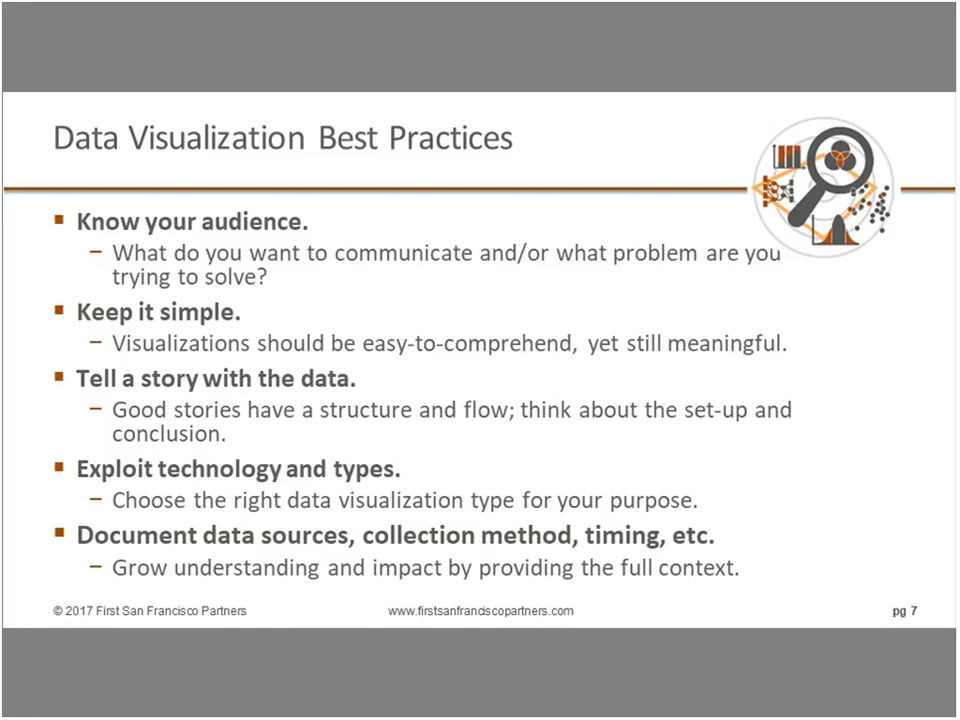 Data Visualization Best Practices
▪ Know your audience.
– What do you want to communicate and/or what problem are you
trying to solve?
▪ Keep it simple.
– Visualizations should be easy-to-comprehend, yet still meaningful.
▪ Tell a story with the data.
– Good stories have a structure and flow; think about the set-up and
conclusion.
▪ Exploit technology and types.
– Choose the right data visualization type for your purpose.
▪ Document data sources, collection method, timing, etc.
– Grow understanding and impact by providing the full context.
© 2017 First San Francisco Partners www.firstsanfranciscopartners.com pg 7